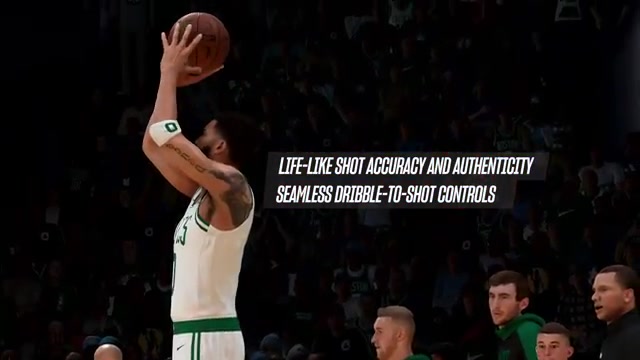 LIFE-LIKE SHOT ACCURACY AND AUTHENTICITY
SEAMLESS DRIBBLE-TO-SHOT CONTROLS